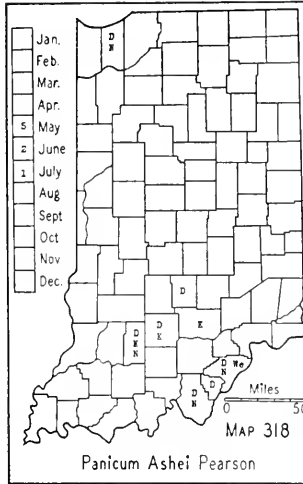 Jan.
Feb.
Mar.
Apr.
5 May
2 June
1 July
Aug
Sept
Oct
Nov
Dec.
D
N
D
D
K
K
D
N
D We
N
D
D
N
Miles
0 50
MAP 318
Panicum Ashei Pearson